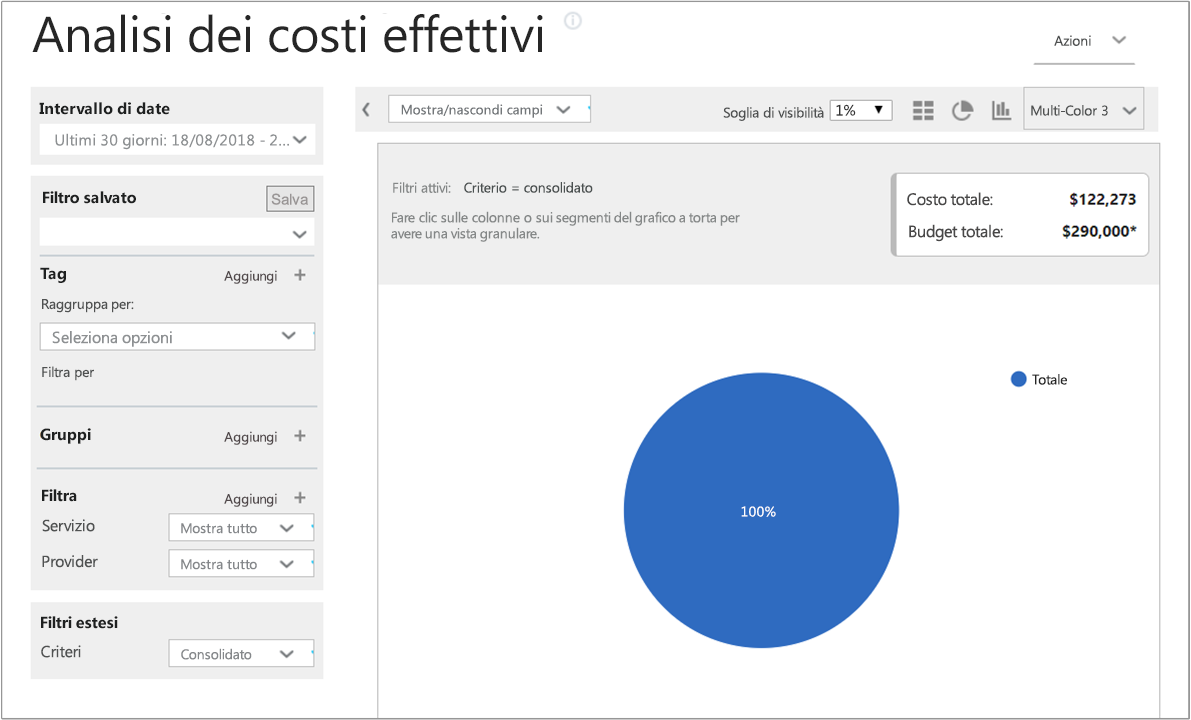 Analisi dei costi effettivi
Azioni
Intervallo di date
Ultimi 30 giorni: 18/08/2018 - 2...
Filtro salvato
Salva
Tag
Aggiungi +
Raggruppa per:
Seleziona opzioni
Filtra per
Gruppi
Aggiungi +
Filtra
Aggiungi +
Servizio
Mostra tutto
Provider
Mostra tutto
Filtri estesi
Criteri
Consolidato
Mostra/nascondi campi
Soglia di visibilità
1%
Multi-Color 3
Filtri attivi: Criterio = consolidato
Fare clic sulle colonne o sui segmenti del grafico a torta per
avere una vista granulare.
Costo totale: $122,273
Budget totale: $290,000*
Totale
100%